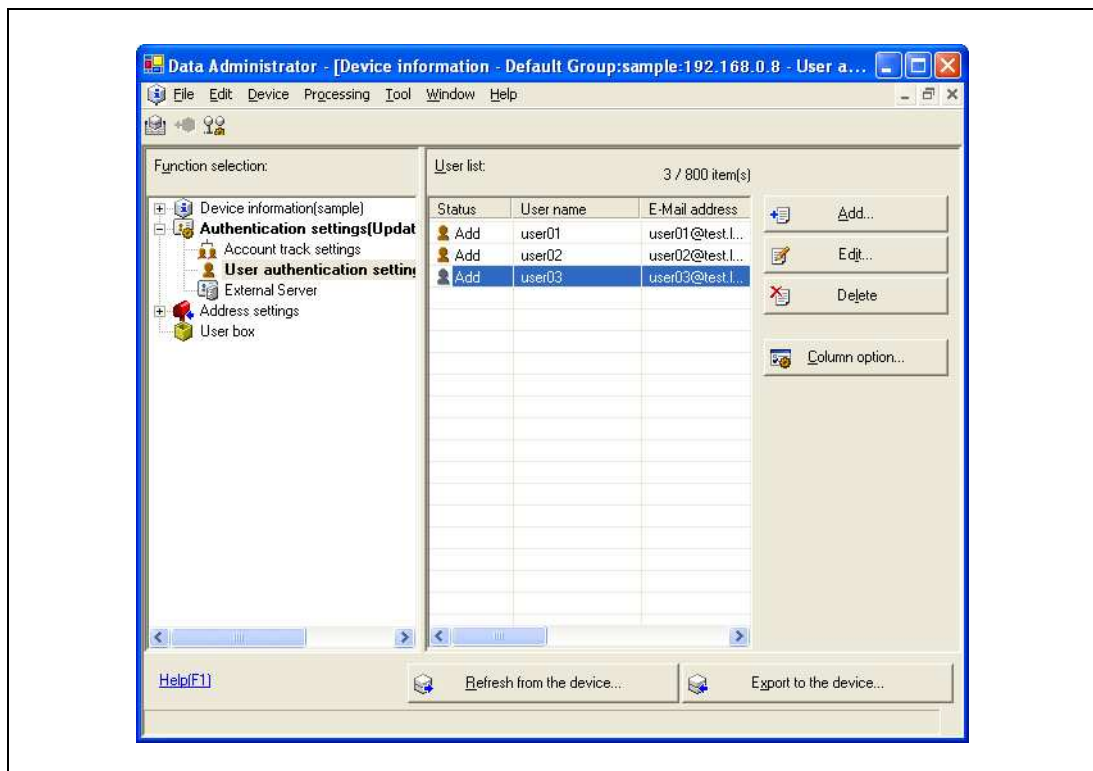 Data Administrator - [Device information - Default Group:sample:192.168.0.8 - User a...
File Edit Device Processing Tool Window Help
Function selection:
Device information(sample)
Authentication settings(Updat
Account track settings
User authentication setting
External Server
Address settings
User box
User list:
3 / 800 item(s)
Status User name E-Mail address
Add user01 user01@test.l...
Add user02 user02@test.l...
Add user03 user03@test.l...
Add...
Edit...
Delete
Column option...
Help(F1)
Refresh from the device...
Export to the device...